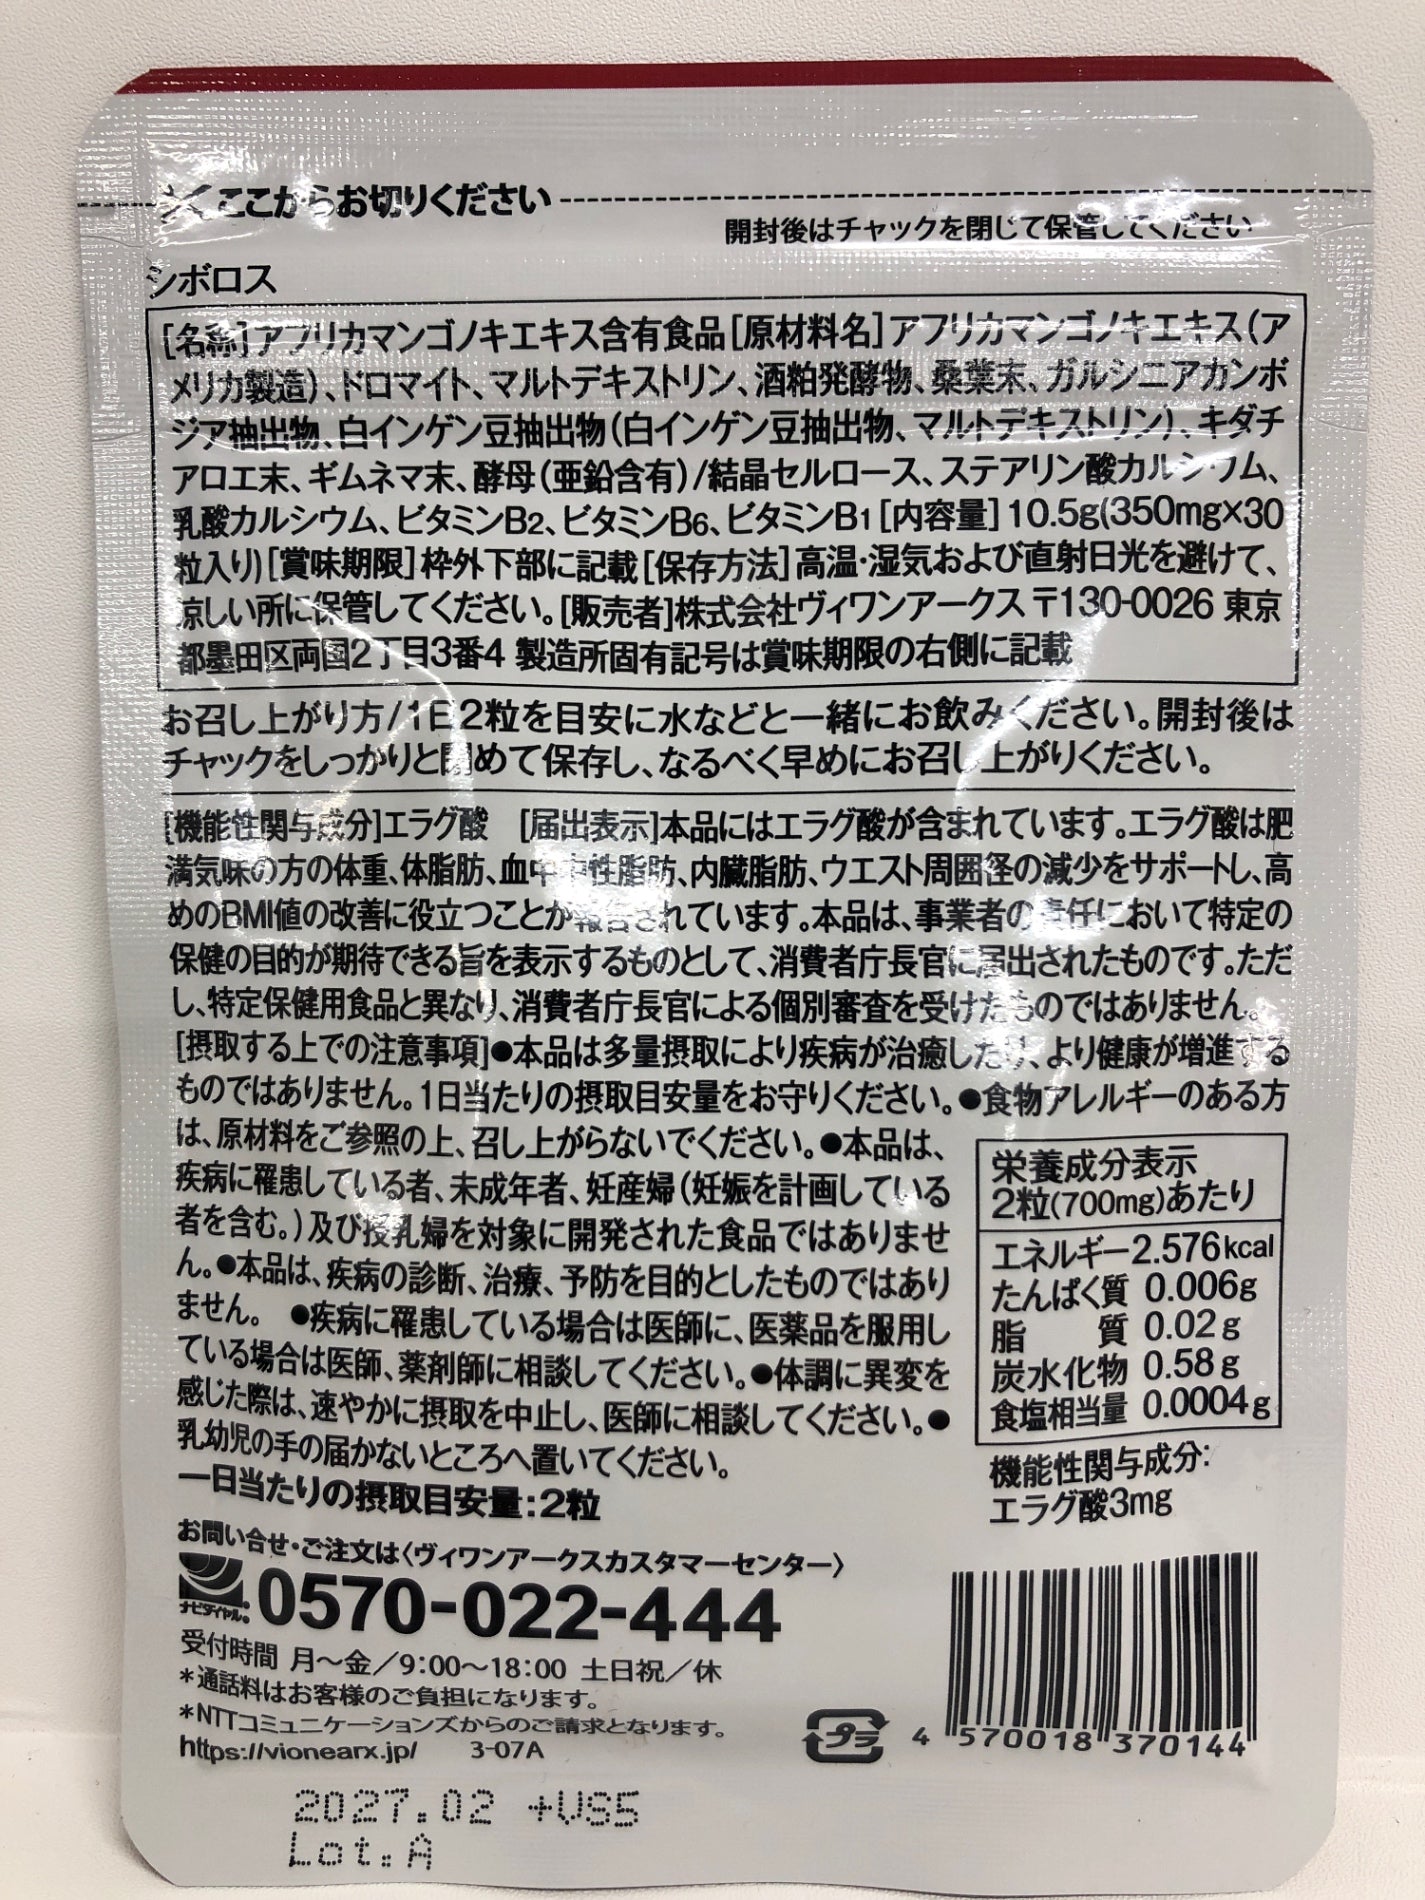 ここからお切りください
開封後はチャックを閉じて保管してください
シボロス
[名称]アフリカマンゴノキエキス含有食品[原材料名]アフリカマンゴノキエキス(ア
メリカ製造)、ドロマイト、マルトデキストリン、酒粕発酵物、桑葉末、ガルシニアカンボ
ジア抽出物、白インゲン豆抽出物(白インゲン豆抽出物、マルトデキストリン)、キダチ
アロエ末、ギムネマ末、酵母(亜鉛含有)/結晶セルロース、ステアリン酸カルシウム、
乳酸カルシウム、ビタミンB2、ビタミンB6、ビタミンB1[内容量]10.5g(350mg×30
粒入り)[賞味期限]枠外下部に記載[保存方法]高温・湿気および直射日光を避けて、
涼しい所に保管してください。[販売者]株式会社ヴィワンアークス〒130-0026 東京
都墨田区両国2丁目3番4 製造所固有記号は賞味期限の右側に記載
お召し上がり方/1日2粒を目安に水などと一緒にお飲みください。開封後は
チャックをしっかりと閉めて保存し、なるべく早めにお召し上がりください。
[機能性関与成分]エラグ酸 [届出表示]本品にはエラグ酸が含まれています。エラグ酸は肥
満気味の方の体重、体脂肪、血中中性脂肪、内臓脂肪、ウエスト周囲径の減少をサポートし、高
めのBMI値の改善に役立つことが報告されています。本品は、事業者の責任において特定の
保健の目的が期待できる旨を表示するものとして、消費者庁長官に届出されたものです。ただ
し、特定保健用食品と異なり、消費者庁長官による個別審査を受けたものではありません。
[摂取する上での注意事項]●本品は多量摂取により疾病が治癒したり、より健康が増進する
ものではありません。1日当たりの摂取目安量をお守りください。●食物アレルギーのある方
は、原材料をご参照の上、召し上がらないでください。●本品は、
疾病に罹患している者、未成年者、妊産婦(妊娠を計画している
者を含む。)及び授乳婦を対象に開発された食品ではありませ
ん。●本品は、疾病の診断、治療、予防を目的としたものではあり
ません。 ●疾病に罹患している場合は医師に、医薬品を服用し
ている場合は医師、薬剤師に相談してください。●体調に異変を
感じた際は、速やかに摂取を中止し、医師に相談してください。●
乳幼児の手の届かないところへ置いてください。
一日当たりの摂取目安量:2粒
栄養成分表示
2粒(700mg)あたり
エネルギー2.576kcal
たんぱく質 0.006g
脂 質 0.02g
炭水化物 0.58g
食塩相当量 0.0004g
機能性関与成分:
エラグ酸3mg
お問い合せ・ご注文は〈ヴィワンアークスカスタマーセンター〉
ナビダイヤル。0570-022-444
受付時間 月〜金/9:00〜18:00 土日祝/休
*通話料はお客様のご負担になります。
*NTTコミュニケーションズからのご請求となります。
https://vionearx.jp/ 3-07A
プラ
4 570018 370144
2027.02 +VS5
Lot.A